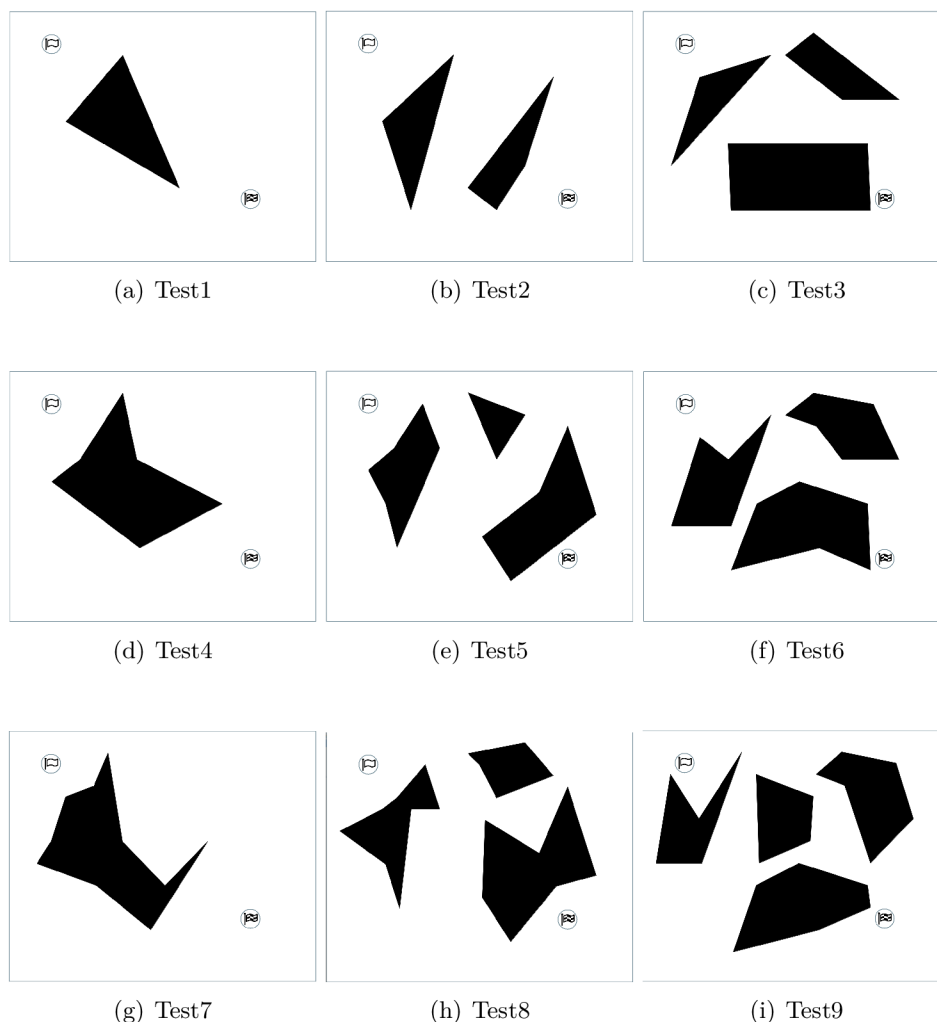 (a) Test1 (b) Test2 (c) Test3
(d) Test4 (e) Test5 (f) Test6
(g) Test7 (h) Test8 (i) Test9